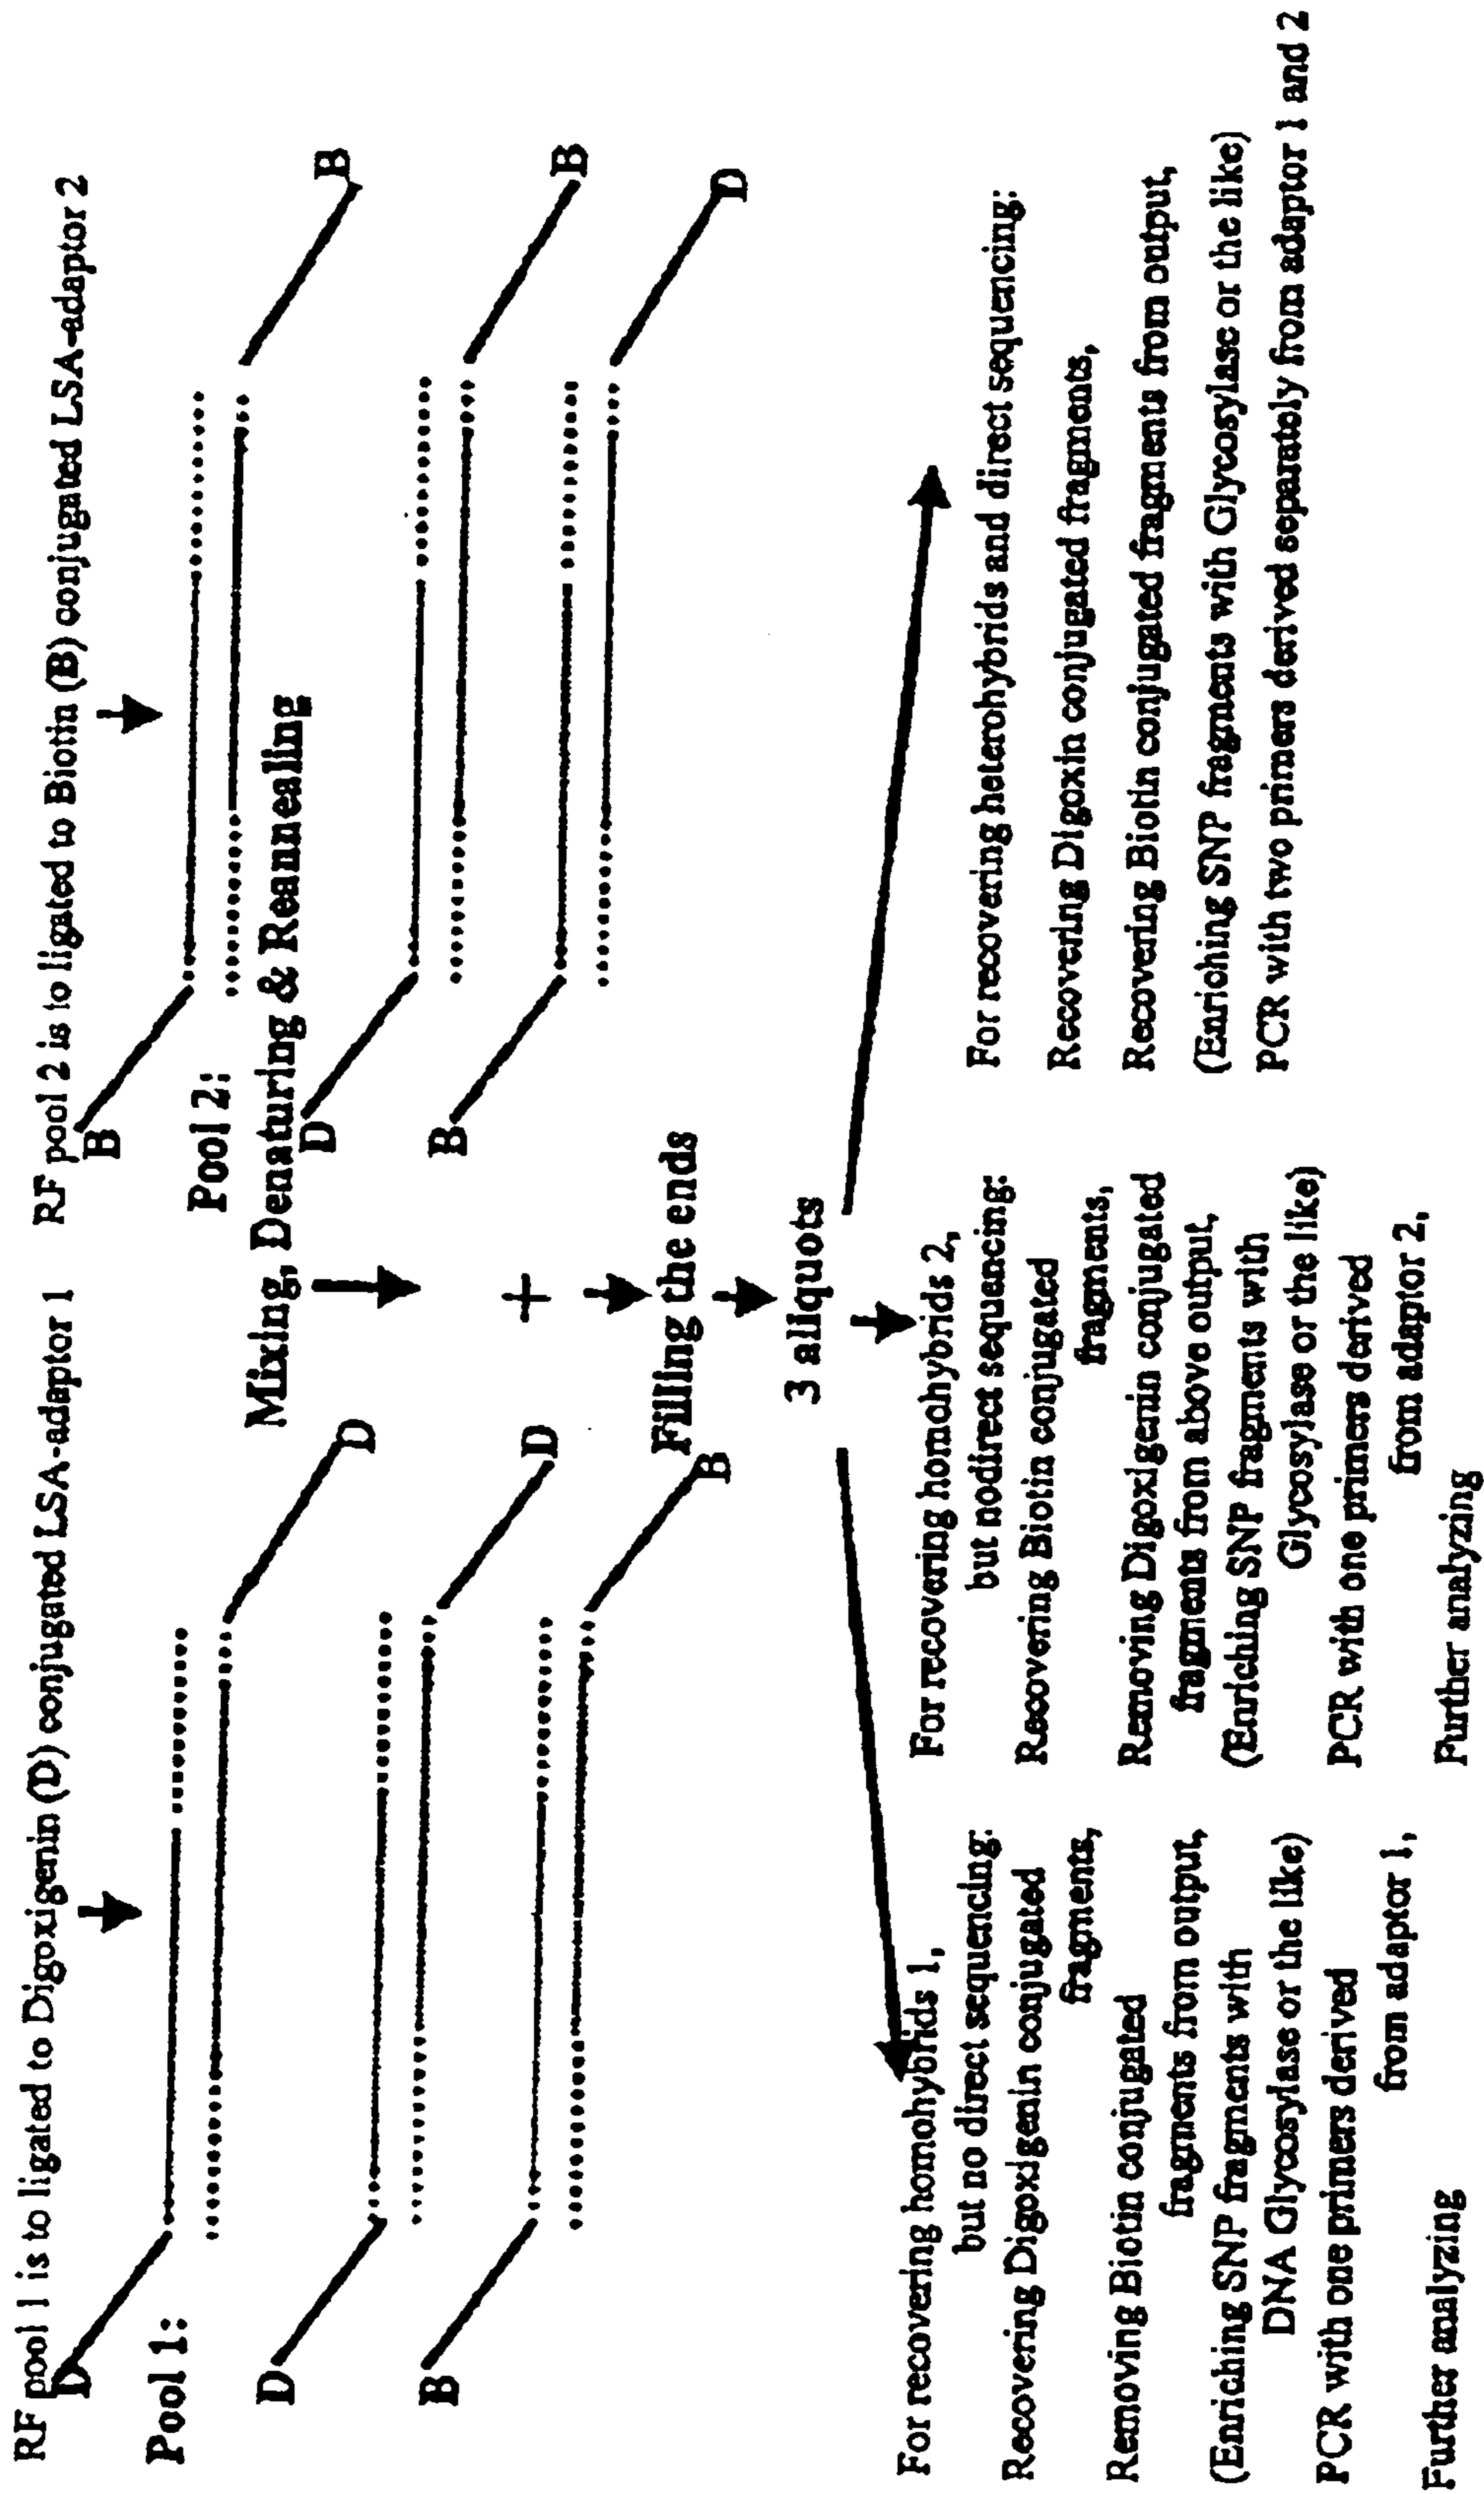 RF pool 1 is to ligated to Digroxigenin (D) conjugated LSA-adaptor 1
RF pool 2 is to ligated to Biotin (B) conjugated LSA-adaptor 2
D
B
Pool 1:
D
Pool 2:
B
Mixing, Denaturing & Reannealing
D
D
D
B
+
B
B
B
D
Filling the ends
3 aliquots
For recovering homohybrids 1,
but no direct sequencing:
Recovering Digoxigenin conjugated
fragments,
Removing Biotin conjugated
fragments from output,
(Enriching SNP fragments with
DNA Glycosylase or the like)
PCR with one primers derived
from adaptor 1,
Further analyzing
For recovering homohybrids 2,
but no direct sequencing:
Recovering Biotin conjugated
fragments,
Removing Digoxigenin conjugated
fragments from above output,
(Enriching SNP fragments with
Glycosylase or the like)
PCR with one primers derived
from adaptor 2,
Further analyzing
For recovering heterohybrids and direct sequencing:
Recovering Digoxin conjugated fragments,
Recovering Biotin conjugated fragments from output,
(Enriching SNP fragments with Glycosylase or the like)
PCR with two primers derived separately from adaptor 1 and 2